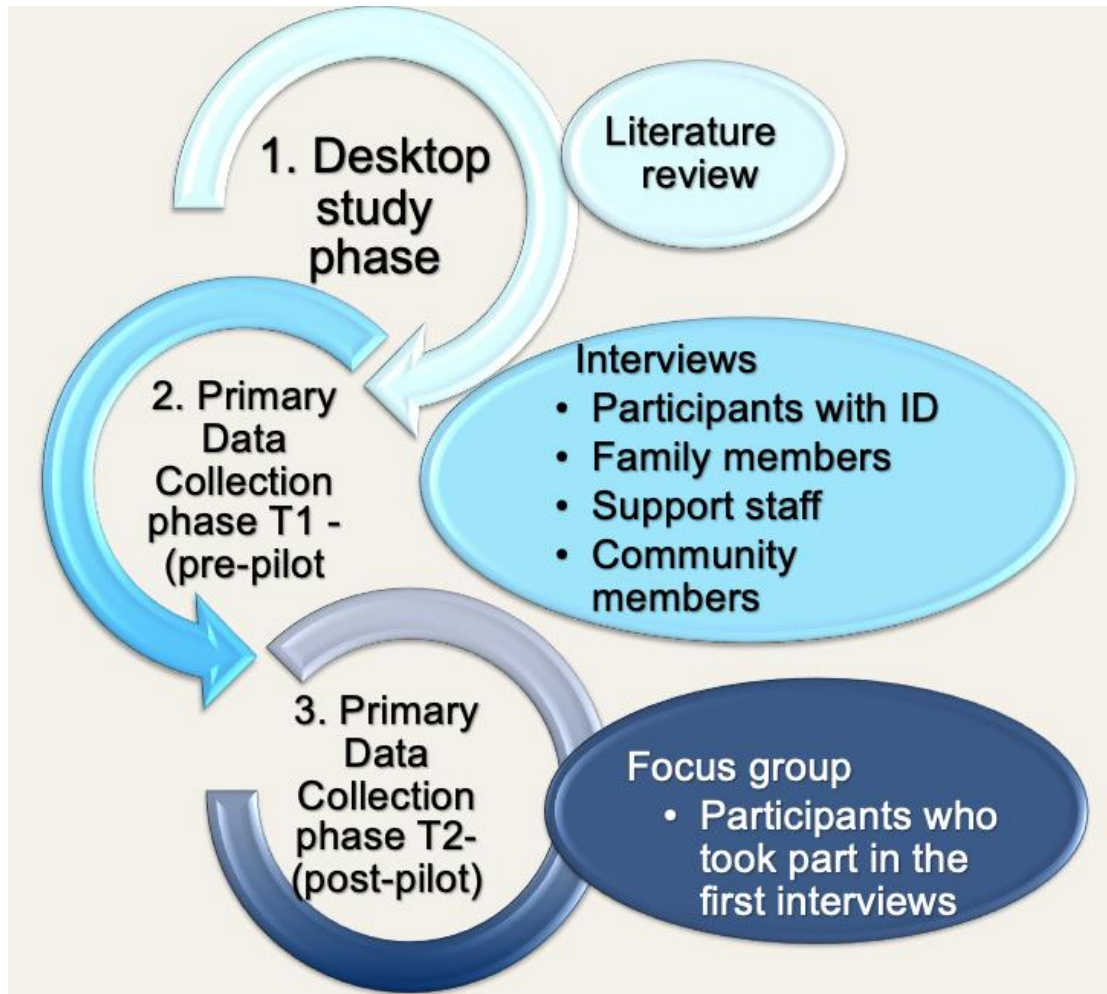 1. Desktop
study
phase
Literature
review
2. Primary
Data
Collection
phase T1 -
(pre-pilot
Interviews
• Participants with ID
• Family members
• Support staff
• Community
members
3. Primary
Data
Collection
phase T2-
(post-pilot)
Focus group
• Participants who
took part in the
first interviews